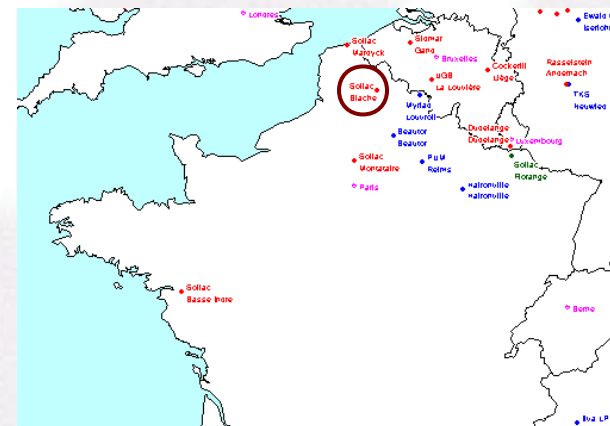 Londres
Ewald
Iserlohn
Sollac
Mardyck
Sidmar
Gand
Bruxelles
Cockerill
Liège
Rasselstein
Andernach
TKS
Neuwied
UGB
La Louvière
Sollac
Biache
Myriad
Louvroil
Beautor
Beautor
Dudelange
Dudelange
Luxembourg
Sollac
Florange
Sollac
Montataire
PUM
Reims
Paris
Haironville
Haironville
Sollac
Basse Indre
Berne
Ilva LP